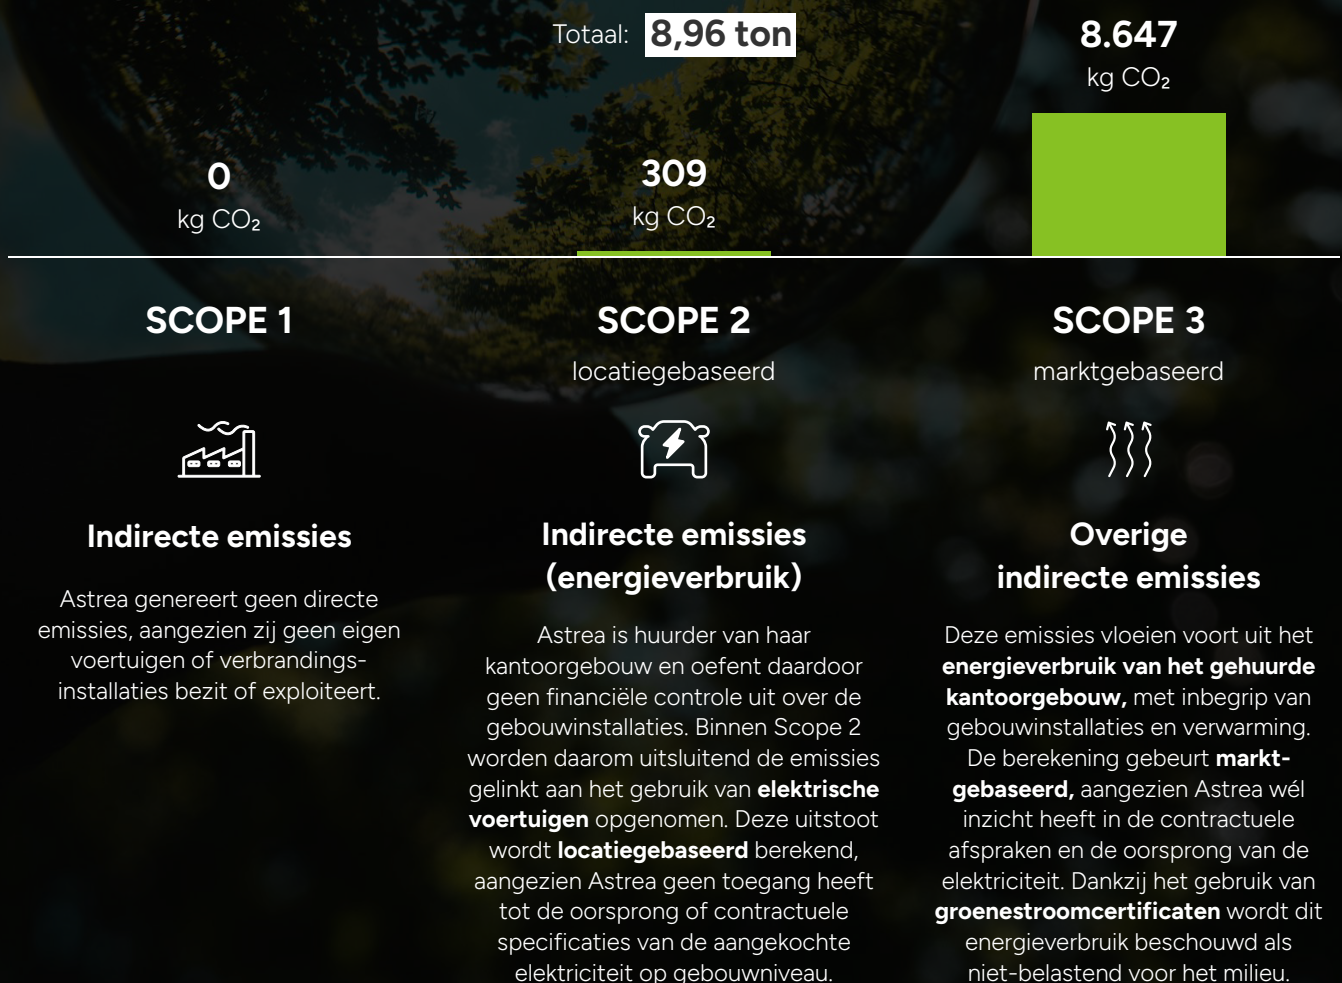 Totaal: 8,96 ton
8.647
kg CO₂
0
kg CO₂
309
kg CO₂
SCOPE 1
SCOPE 2
locatiegebaseerd
SCOPE 3
marktgebaseerd
Indirecte emissies
Astrea genereert geen directe
emissies, aangezien zij geen eigen
voertuigen of verbrandings-
installaties bezit of exploiteert.
Indirecte emissies
(energieverbruik)
Astrea is huurder van haar
kantoorgebouw en oefent daardoor
geen financiële controle uit over de
gebouwinstallaties. Binnen Scope 2
worden daarom uitsluitend de emissies
gelinkt aan het gebruik van elektrische
voertuigen opgenomen. Deze uitstoot
wordt locatiegebaseerd berekend,
aangezien Astrea geen toegang heeft
tot de oorsprong of contractuele
specificaties van de aangekochte
elektriciteit op gebouwniveau.
Overige
indirecte emissies
Deze emissies vloeien voort uit het
energieverbruik van het gehuurde
kantoorgebouw, met inbegrip van
gebouwinstallaties en verwarming.
De berekening gebeurt markt-
gebaseerd, aangezien Astrea wél
inzicht heeft in de contractuele
afspraken en de oorsprong van de
elektriciteit. Dankzij het gebruik van
groenestroomcertificaten wordt dit
energieverbruik beschouwd als
niet-belastend voor het milieu.